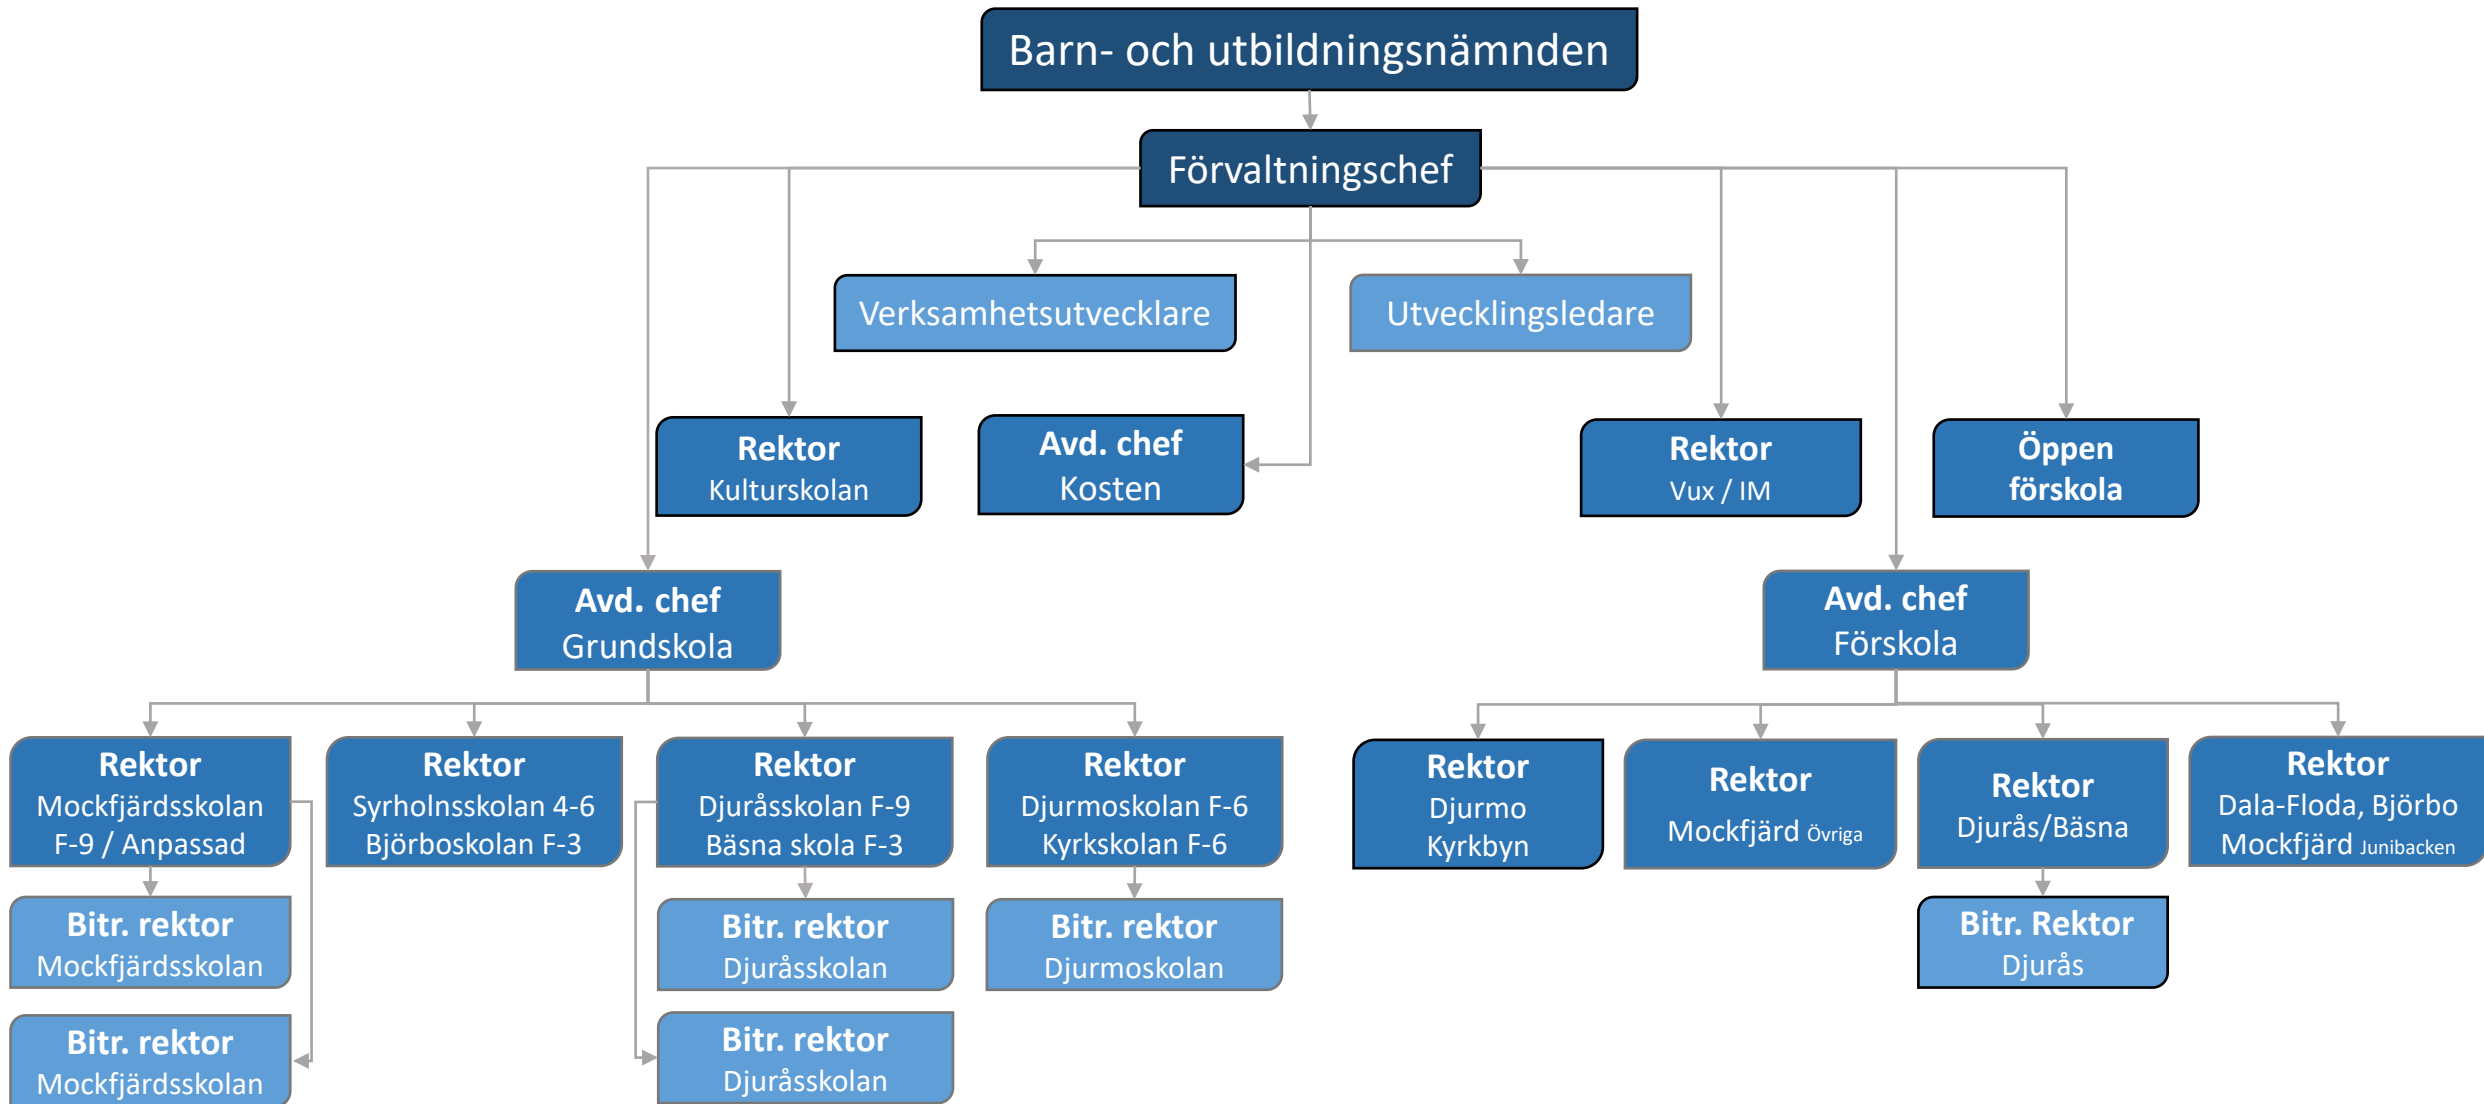 Barn- och utbildningsnämnden
Förvaltningschef
Verksamhetsutvecklare
Utvecklingsledare
Rektor
Kulturskolan
Avd. chef
Kosten
Rektor
Vux / IM
Öppen
förskola
Avd. chef
Grundskola
Avd. chef
Förskola
Rektor
Mockfjärdsskolan
F-9 / Anpassad
Rektor
Syrholnsskolan 4-6
Björboskolan F-3
Rektor
Djuråsskolan F-9
Bäsna skola F-3
Rektor
Djurmoskolan F-6
Kyrkskolan F-6
Rektor
Djurmo
Kyrkbyn
Rektor
Mockfjärd Övriga
Rektor
Djurås/Bäsna
Rektor
Dala-Floda, Björbo
Mockfjärd Junibacken
Bitr. rektor
Mockfjärdsskolan
Bitr. rektor
Djuråsskolan
Bitr. rektor
Djurmoskolan
Bitr. Rektor
Djurås
Bitr. rektor
Mockfjärdsskolan
Bitr. rektor
Djuråsskolan